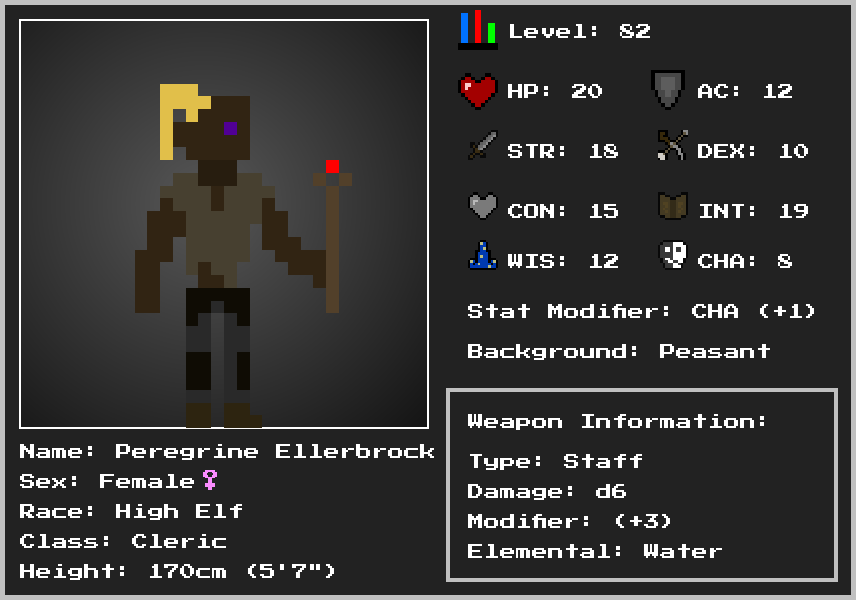 Level: 82
HP: 20
AC: 12
STR: 18
DEX: 10
CON: 15
INT: 19
WIS: 12
CHA: 8
Stat Modifier: CHA (+1)
Background: Peasant
Name: Peregrine Ellerbrock
Sex: Female♀
Race: High Elf
Class: Cleric
Height: 170cm (5'7")
Weapon Information:
Type: Staff
Damage: d6
Modifier: (+3)
Elemental: Water